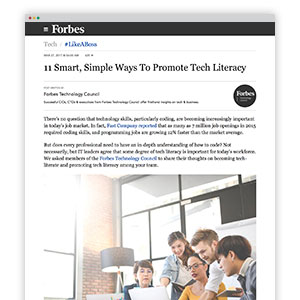 Forbes
Tech / #LikeABoss
11 Smart, Simple Ways To Promote Tech Literacy
Forbes Technology Council
Successful CIOs, CTOs & executives from Forbes Technology Council offer firsthand insights on tech & business.
Forbes
There's no question that technology skills, particularly coding, are becoming increasingly important
in today's job market. In fact, Fast Company reported that as many as 7 million job openings in 2015
required coding skills, and programming jobs are growing 12% faster than the market average.
But does every professional need to have an in-depth understanding of how to code? Not
necessarily, but IT leaders agree that some degree of tech literacy is important for today's workforce.
We asked members of the Forbes Technology Council to share their thoughts on becoming tech-
literate and promoting tech literacy among your team.